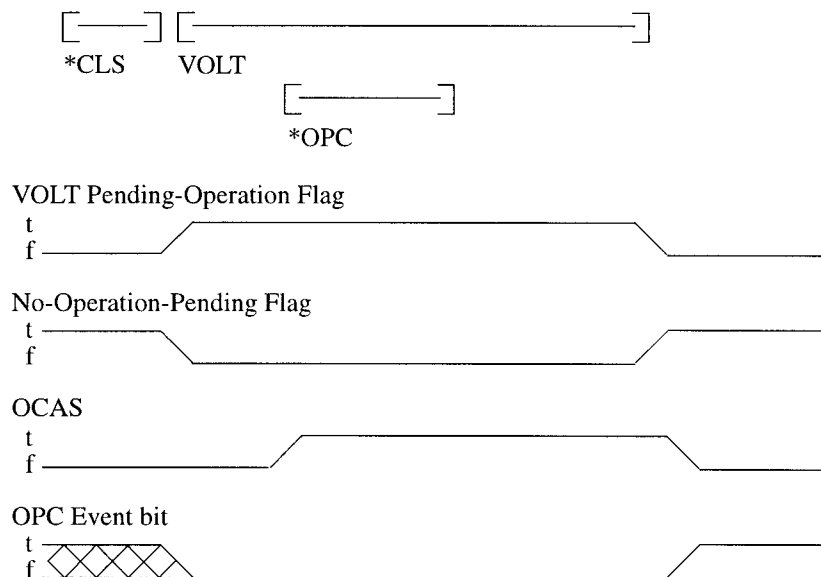 *CLS VOLT
*OPC
VOLT Pending-Operation Flag
t
f
No-Operation-Pending Flag
t
f
OCAS
t
f
OPC Event bit
t
f